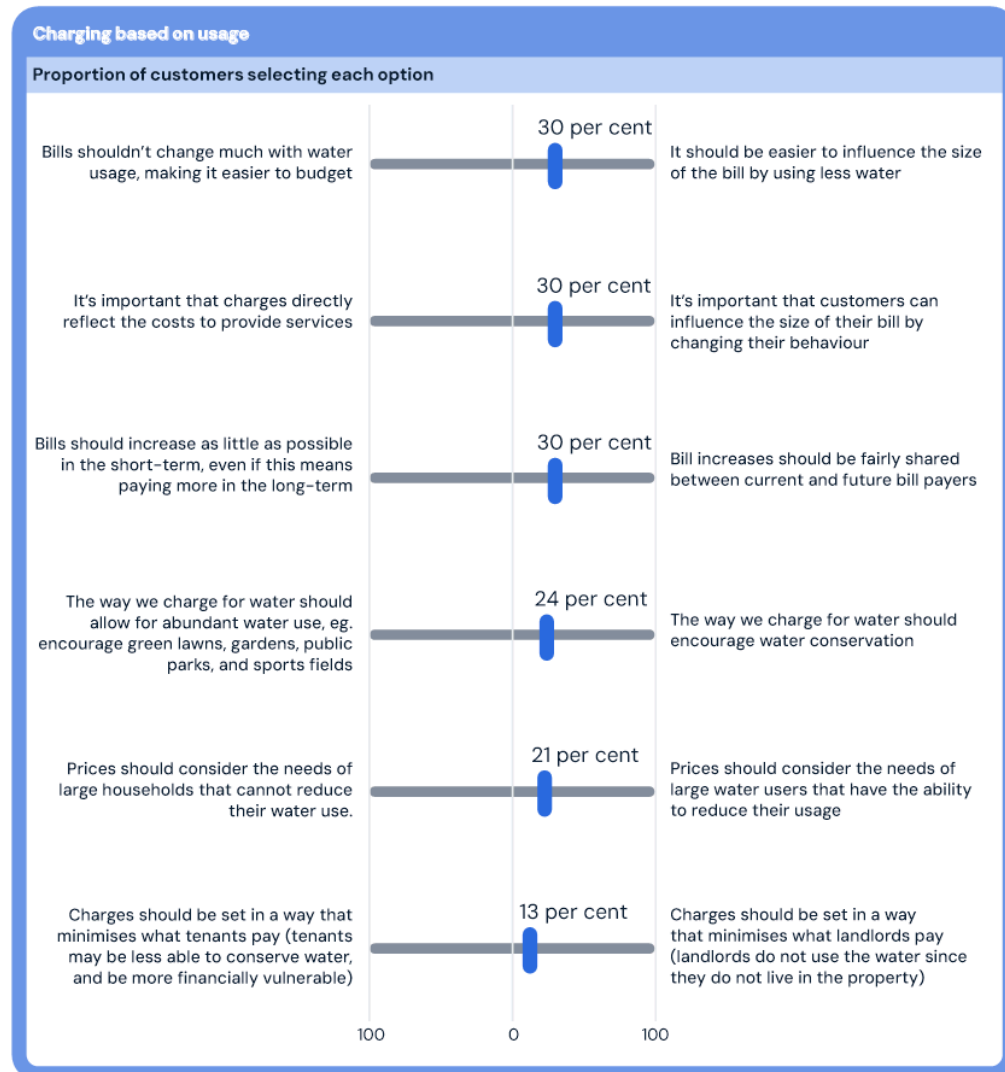 Charging based on usage
Proportion of customers selecting each option
30 per cent
Bills shouldn't change much with water
usage, making it easier to budget
It should be easier to influence the size
of the bill by using less water
30 per cent
It's important that charges directly
reflect the costs to provide services
It's important that customers can
influence the size of their bill by
changing their behaviour
30 per cent
Bills should increase as little as possible
in the short-term, even if this means
paying more in the long-term
Bill increases should be fairly shared
between current and future bill payers
24 per cent
The way we charge for water should
allow for abundant water use, eg.
encourage green lawns, gardens, public
parks, and sports fields
The way we charge for water should
encourage water conservation
21 per cent
Prices should consider the needs of
large households that cannot reduce
their water use.
Prices should consider the needs of
large water users that have the ability
to reduce their usage
13 per cent
Charges should be set in a way that
minimises what tenants pay (tenants
may be less able to conserve water,
and be more financially vulnerable)
Charges should be set in a way
that minimises what landlords pay
(landlords do not use the water since
they do not live in the property)
100 0 100